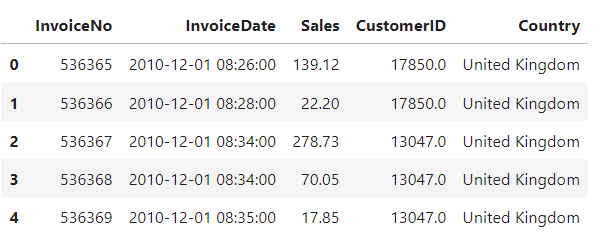 InvoiceNo InvoiceDate Sales CustomerID Country
0 536365 2010-12-01 08:26:00 139.12 17850.0 United Kingdom
1 536366 2010-12-01 08:28:00 22.20 17850.0 United Kingdom
2 536367 2010-12-01 08:34:00 278.73 13047.0 United Kingdom
3 536368 2010-12-01 08:34:00 70.05 13047.0 United Kingdom
4 536369 2010-12-01 08:35:00 17.85 13047.0 United Kingdom